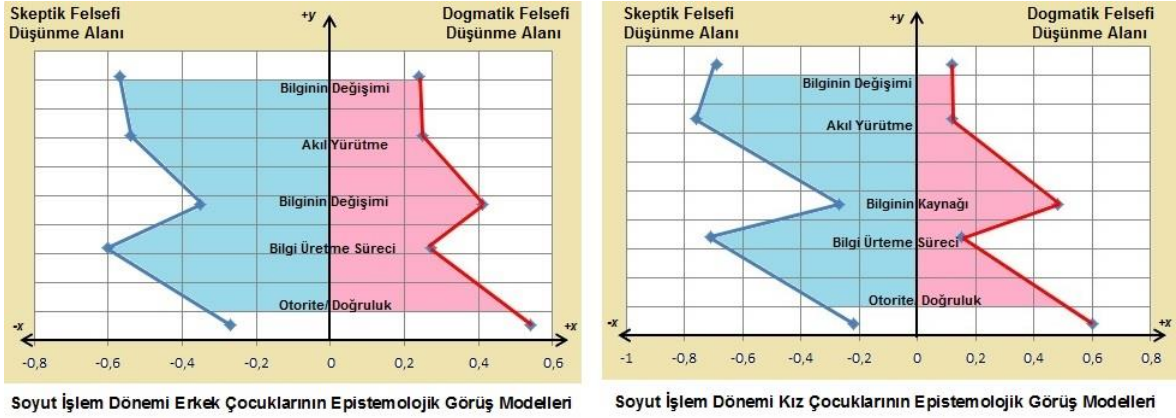 Skeptik Felsefi
Düşünme Alanı
+y
Dogmatik Felsefi
Düşünme Alanı
Bilginin Değişimi
Akıl Yürütme
Bilginin Değişimi
Bilgi Üretme Süreci
Otorite/ Doğruluk
-x
+x
-0,8
-0,6
-0,4
-0,2
0
0,2
0,4
0,6
Soyut İşlem Dönemi Erkek Çocuklarının Epistemolojik Görüş Modelleri
Skeptik Felsefi
Düşünme Alanı
+y
Dogmatik Felsefi
Düşünme Alanı
Bilginin Değişimi
Akıl Yürütme
Bilginin Kaynağı
Bilgi Ürteme Süreci
Otorite/ Doğruluk
-x
+x
-1
-0,8
-0,6
-0,4
-0,2
0
0,2
0,4
0,6
0,8
Soyut İşlem Dönemi Kız Çocuklarının Epistemolojik Görüş Modelleri